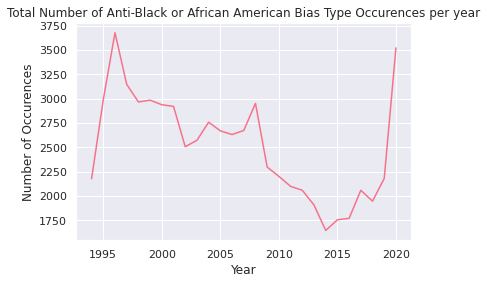 Total Number of Anti-Black or African American Bias Type Occurences per year
3750
3500
3250
3000
2750
2500
2250
2000
1750
Number of Occurences
1995 2000 2005 2010 2015 2020
Year